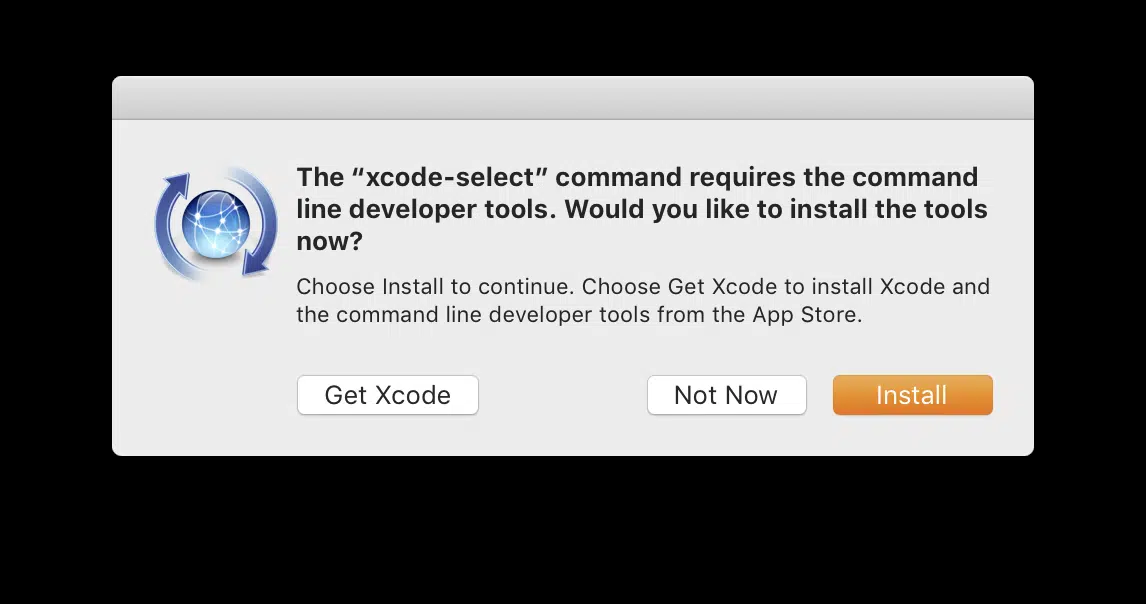 The “xcode-select” command requires the command
line developer tools. Would you like to install the tools
now?
Choose Install to continue. Choose Get Xcode to install Xcode and
the command line developer tools from the App Store.
Get Xcode
Not Now
Install